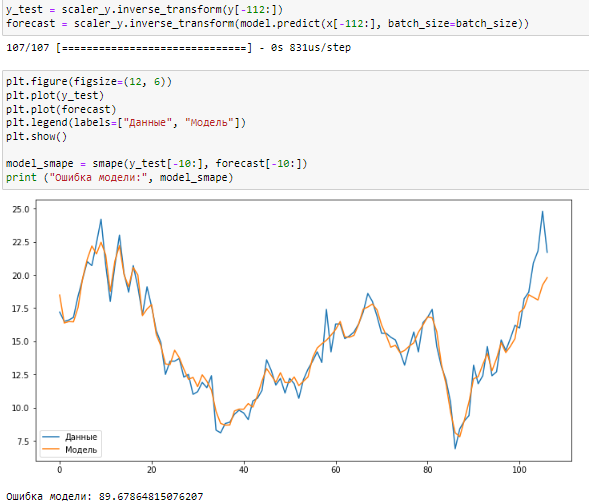 y_test = scaler_y.inverse_transform(y[-112:])
forecast = scaler_y.inverse_transform(model.predict(x[-112:], batch_size=batch_size))
107/107 [==============================] - 0s 831us/step
plt.figure(figsize=(12, 6))
plt.plot(y_test)
plt.plot(forecast)
plt.legend(labels=["Данные", "Модель"])
plt.show()
model_smape = smape(y_test[-10:], forecast[-10:])
print ("Ошибка модели:", model_smape)
25.0
22.5
20.0
17.5
15.0
12.5
10.0
7.5
Данные
Модель
0 20 40 60 80 100
Ошибка модели: 89.67864815076207